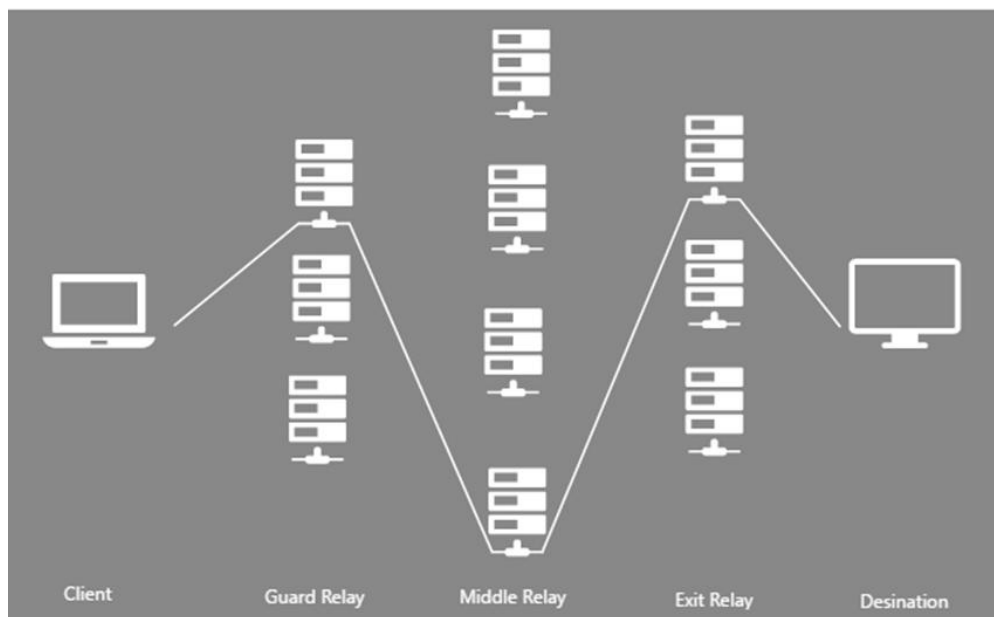 Client
Guard Relay
Middle Relay
Exit Relay
Desination